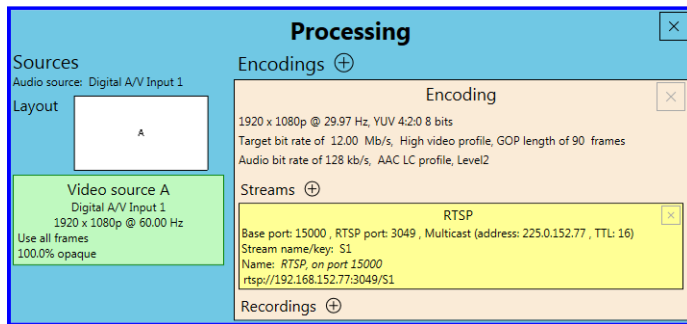 Processing
Sources
Audio source: Digital A/V Input 1
Layout
A
Video source A
Digital A/V Input 1
1920 x 1080p @ 60.00 Hz
Use all frames
100.0% opaque
Encodings
Encoding
1920 x 1080p @ 29.97 Hz, YUV 4:2:0 8 bits
Target bit rate of 12.00 Mb/s, High video profile, GOP length of 90 frames
Audio bit rate of 128 kb/s, AAC LC profile, Level2
Streams
RTSP
Base port: 15000 , RTSP port: 3049 , Multicast (address: 225.0.152.77 , TTL: 16)
Stream name/key: S1
Name: RTSP, on port 15000
rtsp://192.168.152.77:3049/S1
Recordings